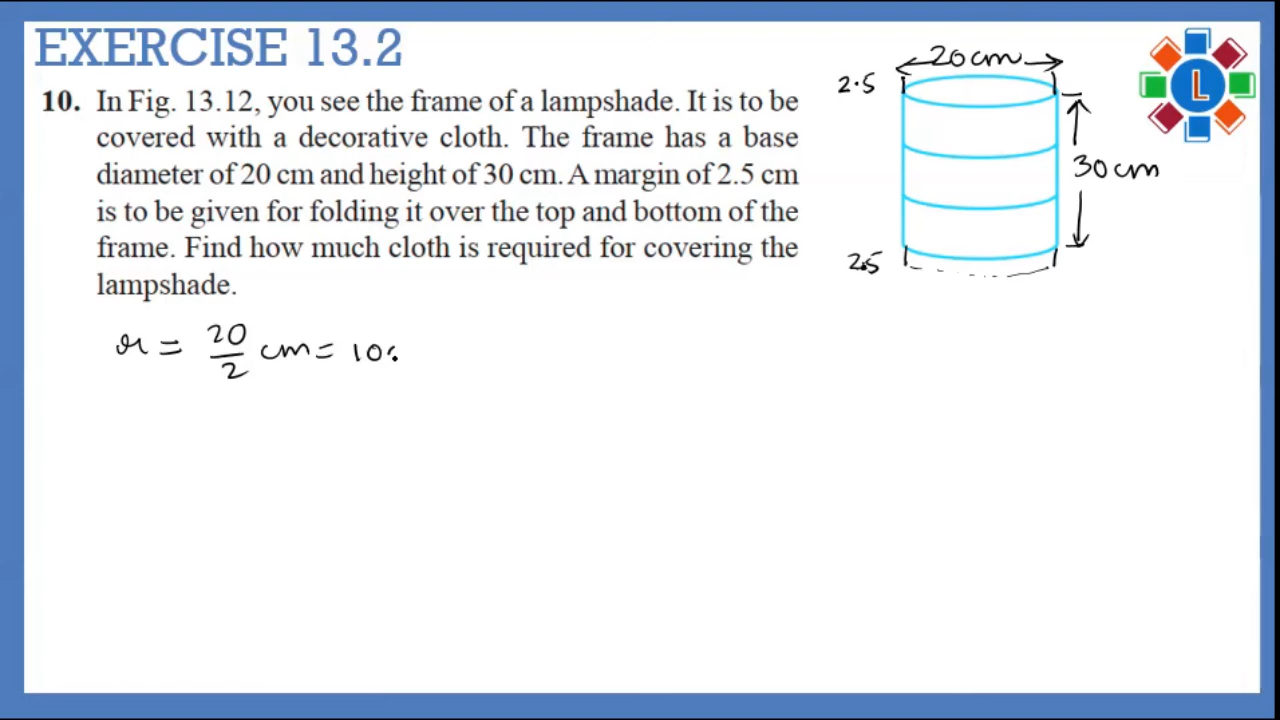 EXERCISE 13.2
10. In Fig. 13.12, you see the frame of a lampshade. It is to be
covered with a decorative cloth. The frame has a base
diameter of 20 cm and height of 30 cm. A margin of 2.5 cm
is to be given for folding it over the top and bottom of the
frame. Find how much cloth is required for covering the
lampshade.
r = 20/2 cm = 10
20 cm
2.5
30 cm
2.5
L